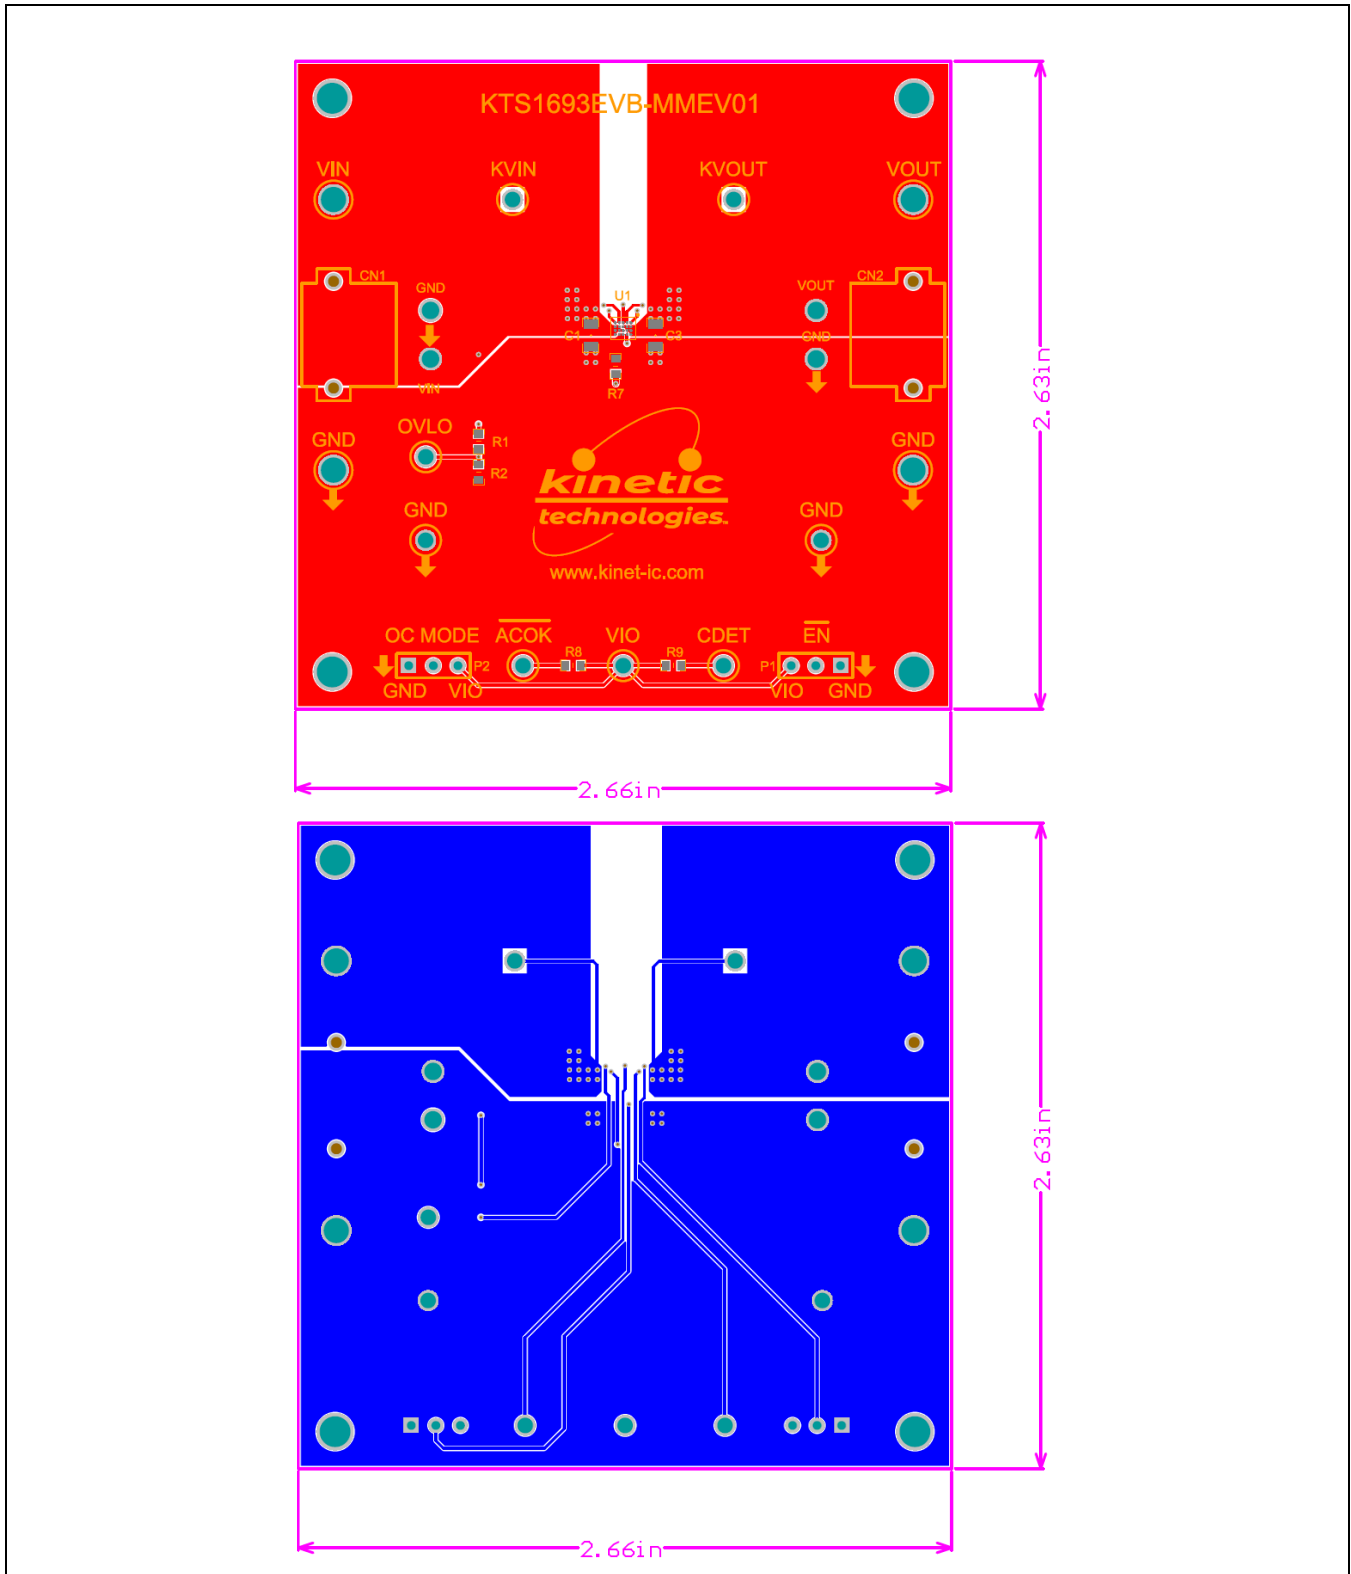 KTS1693EVB-MMEV01
VIN KVIN KVOUT VOUT
CN1 CN2
GND U1 VOUT
C1 C3 GND
VIN R7
2.63in
OVLO R1
GND GND
R2
kinetic
GND technologies™ GND
www.kinet-ic.com
OC MODE ACOK VIO CDET EN
R8 R9
P2 P1
GND VIO VIO GND
2.66in
2.63in
2.66in